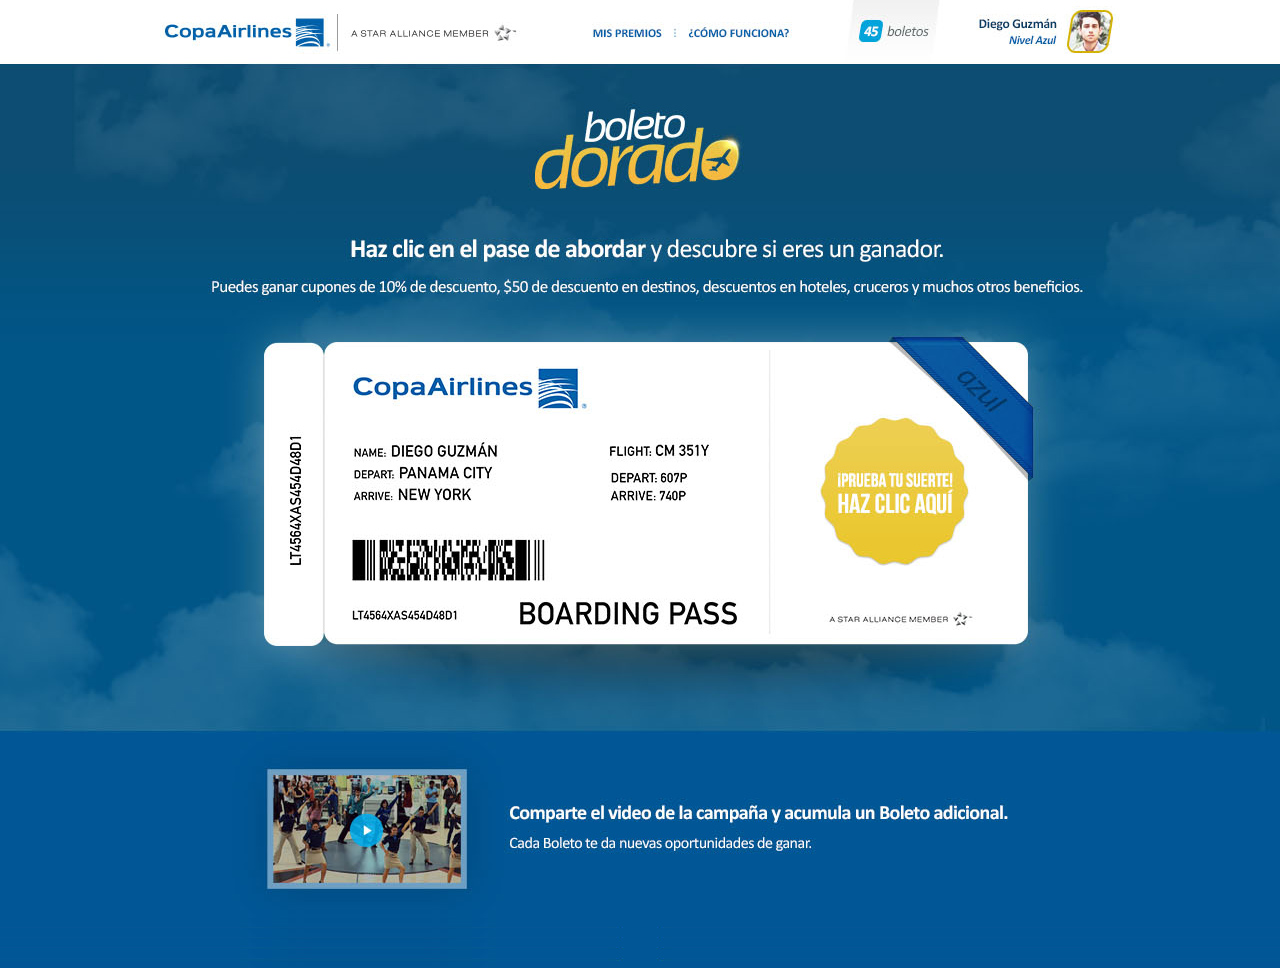 CopaAirlines
A STAR ALLIANCE MEMBER
MIS PREMIOS
¿CÓMO FUNCIONA?
45 boletos
Diego Guzmán
Nivel Azul
boleto
dorado
Haz clic en el pase de abordar y descubre si eres un ganador.
Puedes ganar cupones de 10% de descuento, $50 de descuento en destinos, descuentos en hoteles, cruceros y muchos otros beneficios.
LT4564XAS454D48D1
CopaAirlines
NAME: DIEGO GUZMÁN
DEPART: PANAMA CITY
ARRIVE: NEW YORK
FLIGHT: CM 351Y
DEPART: 607P
ARRIVE: 740P
LT4564XAS454D48D1
BOARDING PASS
azul
¡PRUEBA TU SUERTE!
HAZ CLIC AQUÍ
A STAR ALLIANCE MEMBER
Comparte el video de la campaña y acumula un Boleto adicional.
Cada Boleto te da nuevas oportunidades de ganar.